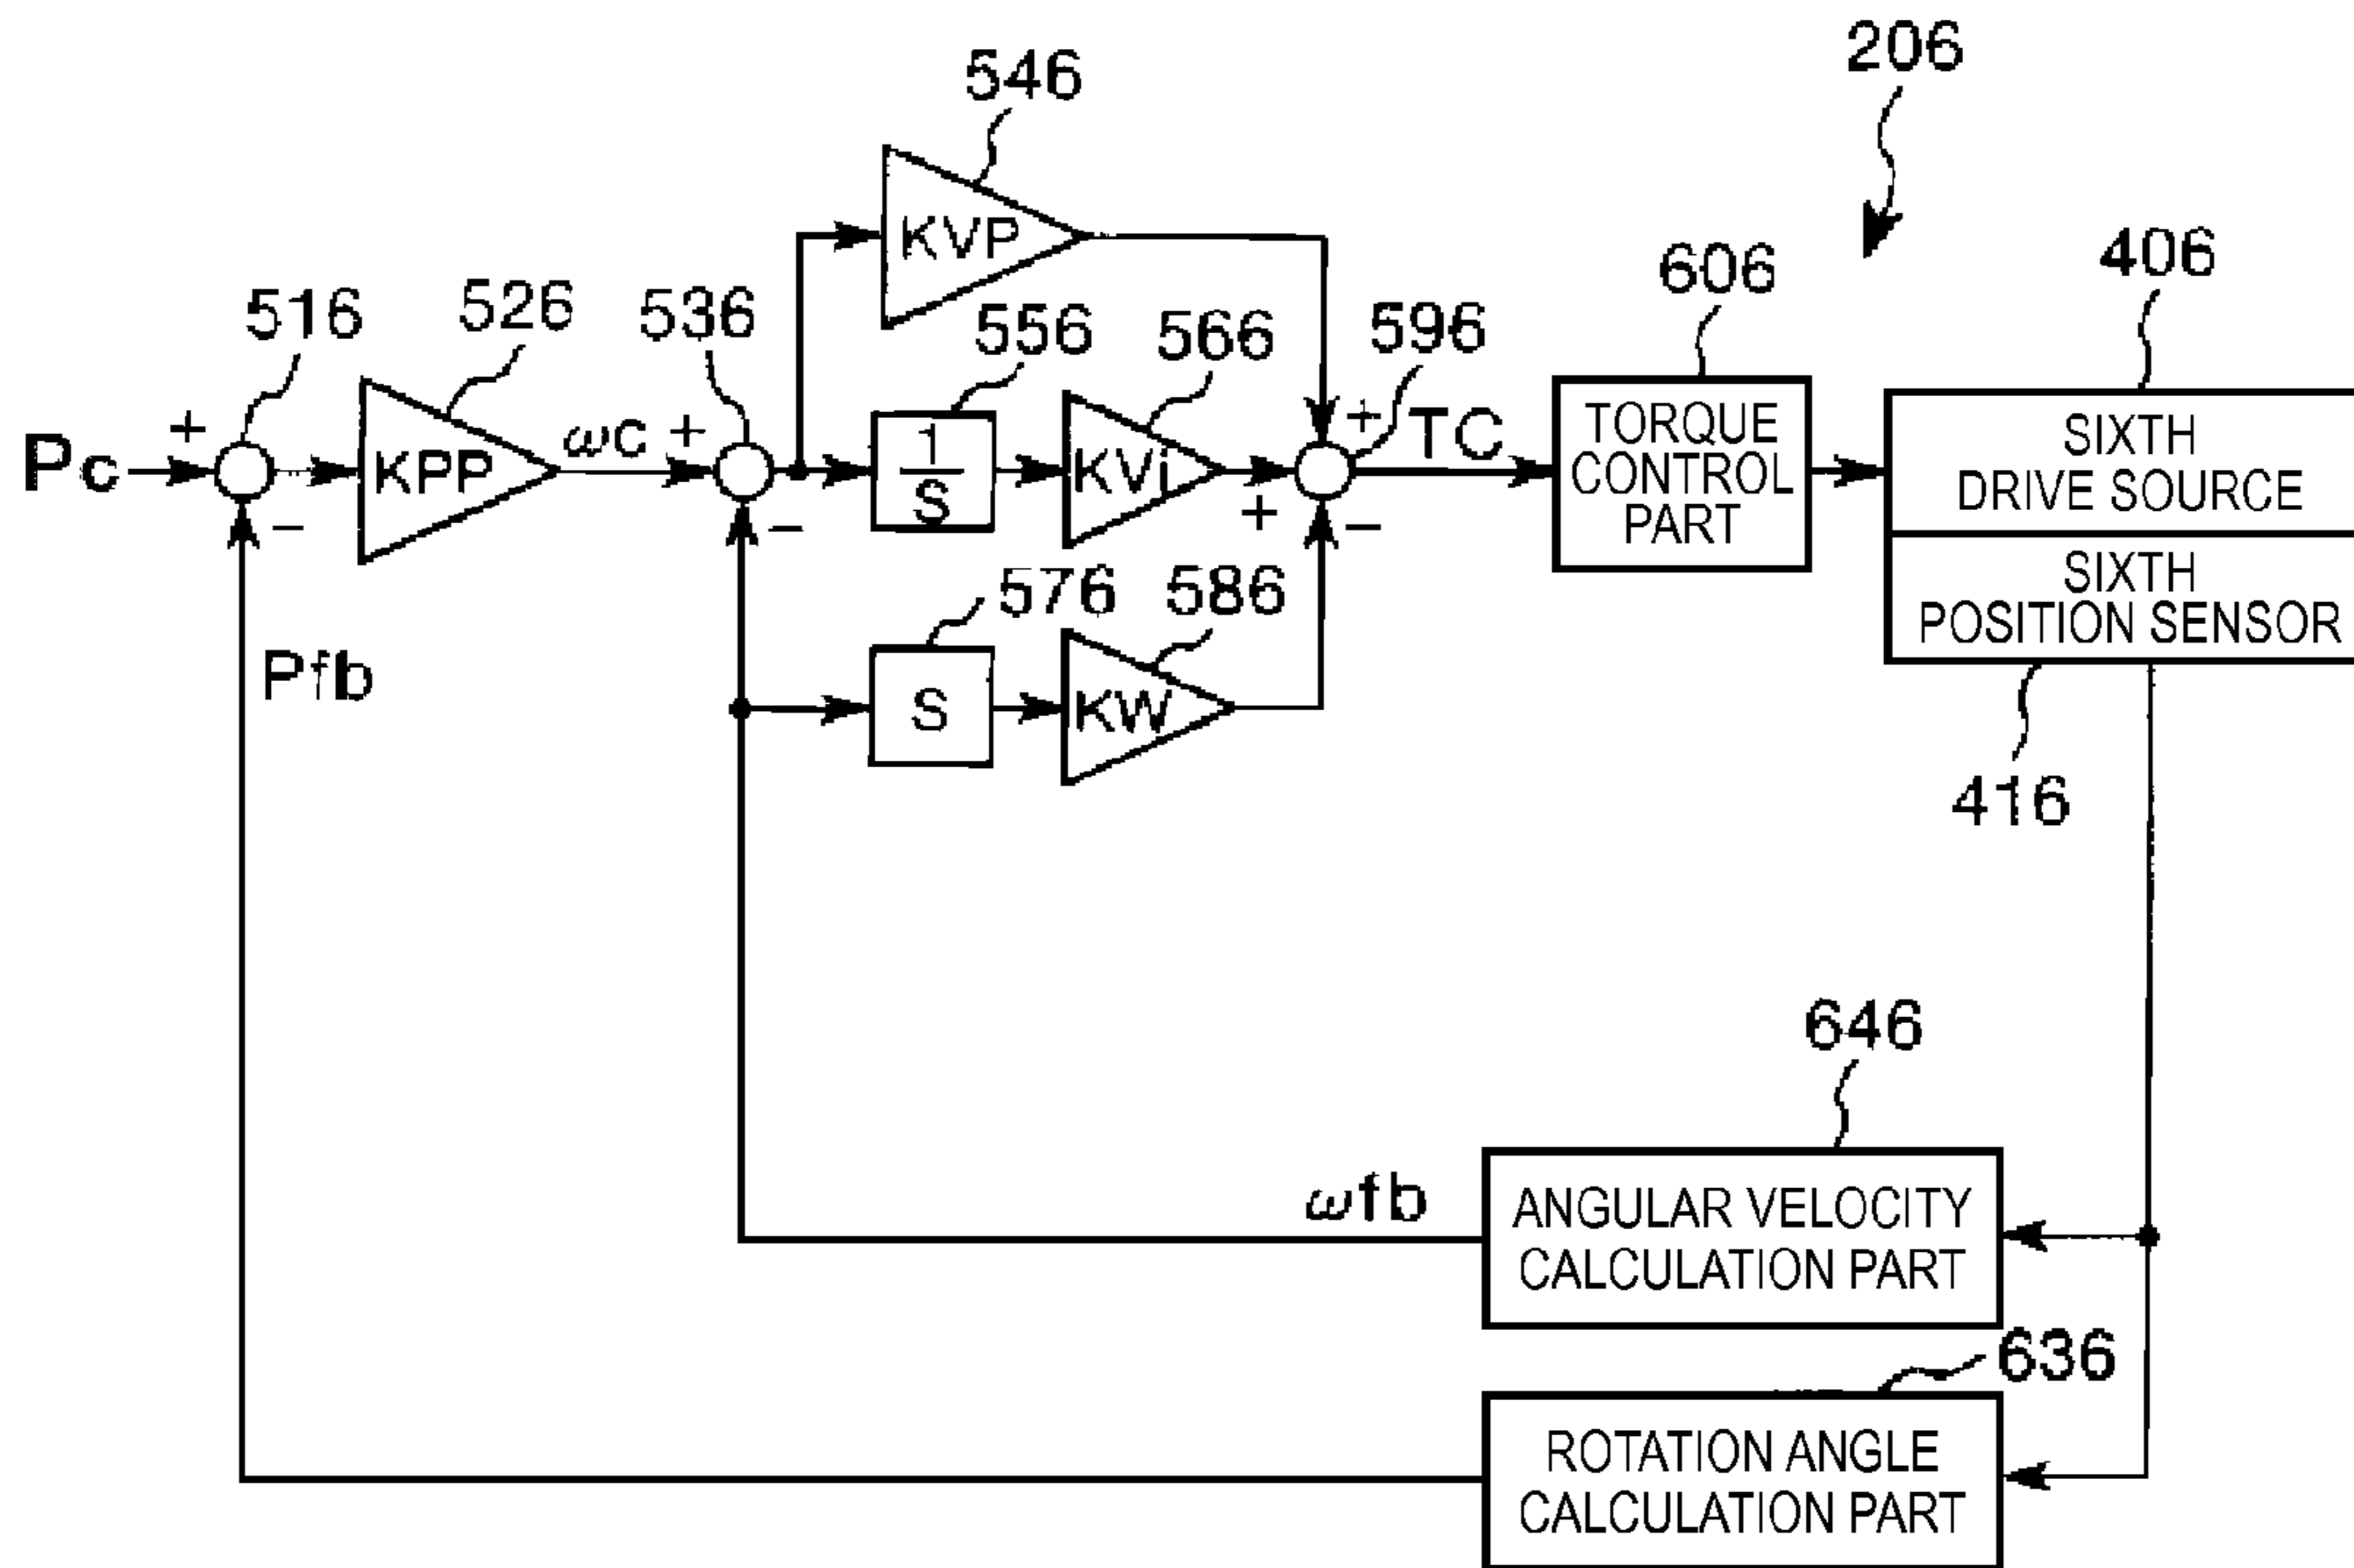 206
546
KVP
606
406
516
526
536
556
566
596
+
Pc
KPP
ωc
+
1
S
KVi
+
TC
TORQUE
CONTROL
PART
SIXTH
DRIVE SOURCE
−
−
+
−
SIXTH
POSITION SENSOR
576
586
Pfb
S
KW
416
646
ωfb
ANGULAR VELOCITY
CALCULATION PART
636
ROTATION ANGLE
CALCULATION PART